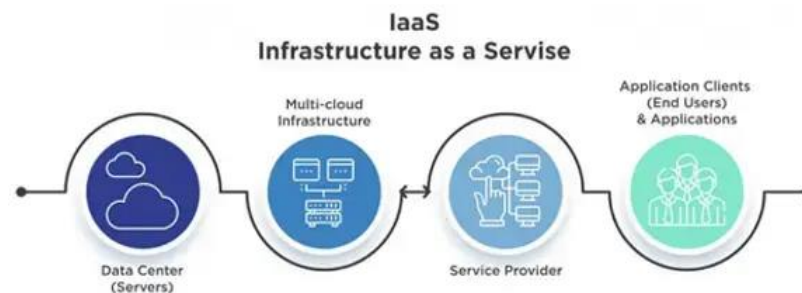 IaaS
Infrastructure as a Servise
Multi-cloud
Infrastructure
Application Clients
(End Users)
& Applications
Data Center
(Servers)
Service Provider